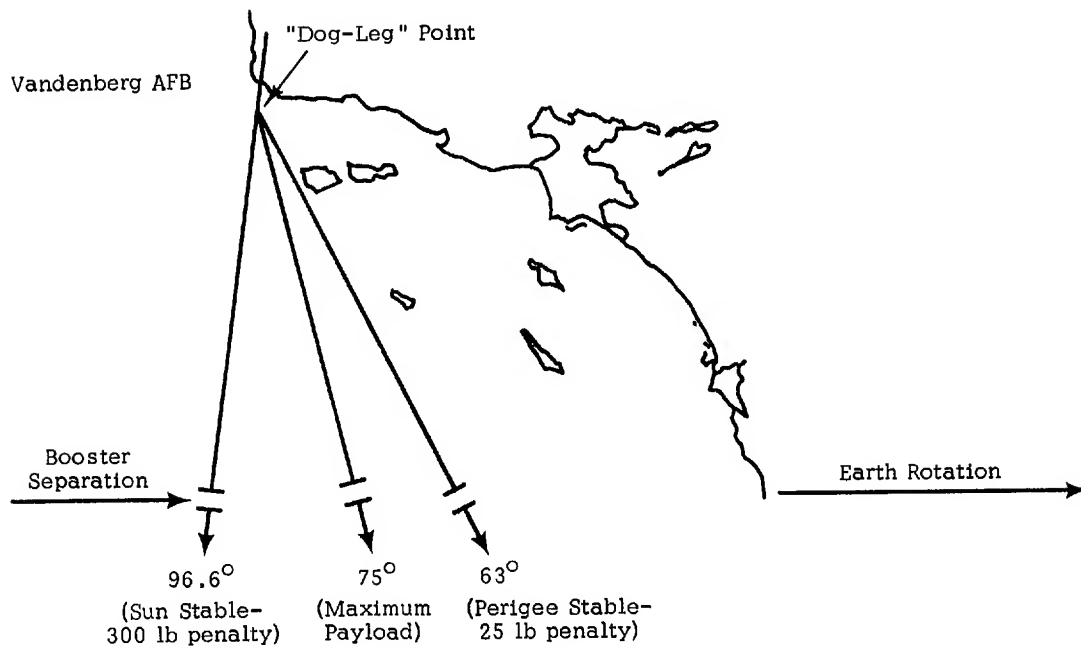 "Dog-Leg" Point
Vandenberg AFB
Booster
Separation
Earth Rotation
96.6°
(Sun Stable-
300 lb penalty)
75°
(Maximum
Payload)
63°
(Perigee Stable-
25 lb penalty)